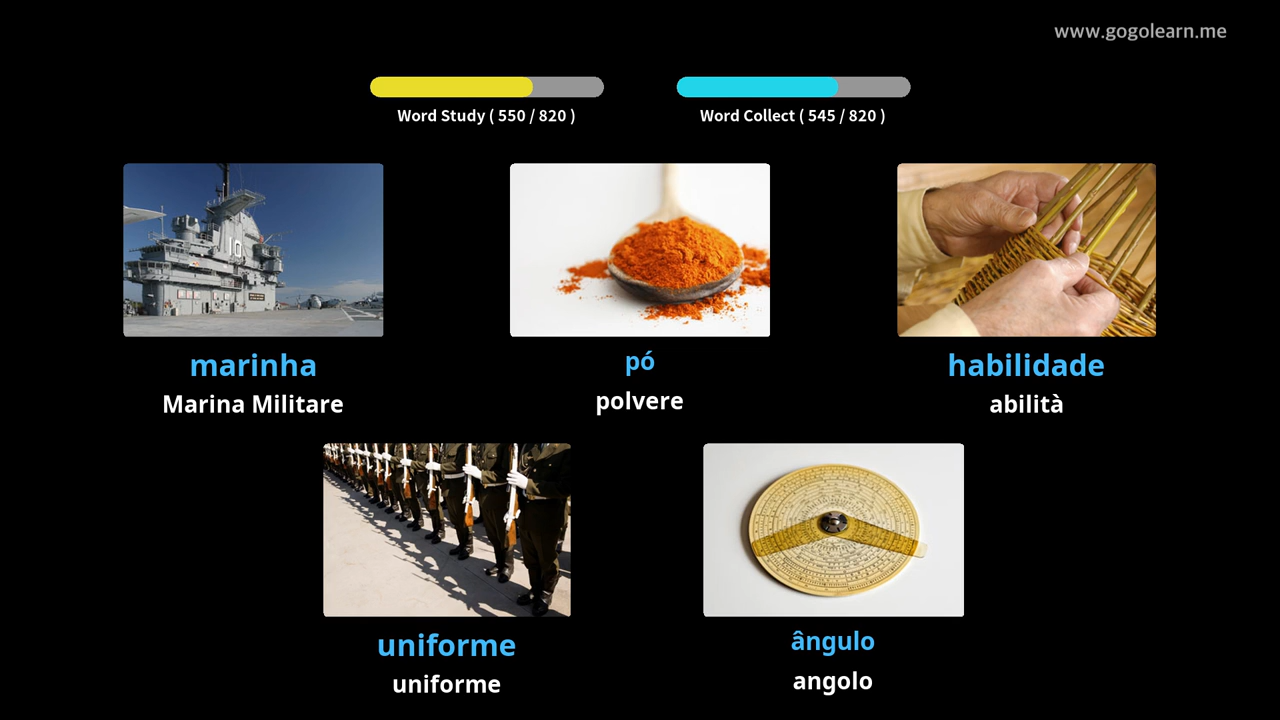 www.gogolearn.me
Word Study ( 550 / 820 )
Word Collect ( 545 / 820 )
10
marinha
Marina Militare
pó
polvere
habilidade
abilità
uniforme
uniforme
ângulo
angolo